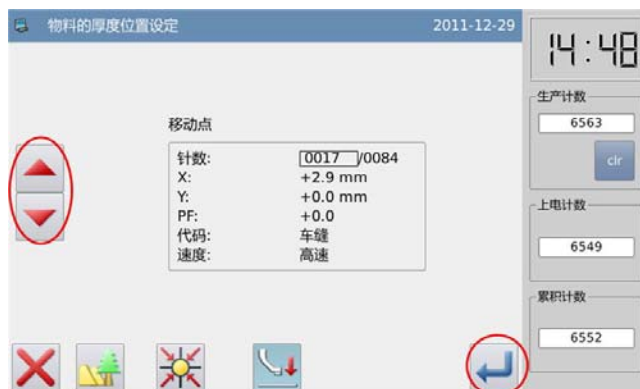 物料的厚度位置设定 2011-12-29
14:48
移动点
针数: 0017 /0084
X: +2.9 mm
Y: +0.0 mm
PF: +0.0
代码: 车缝
速度: 高速
生产计数
6563
clr
上电计数
6549
累积计数
6552